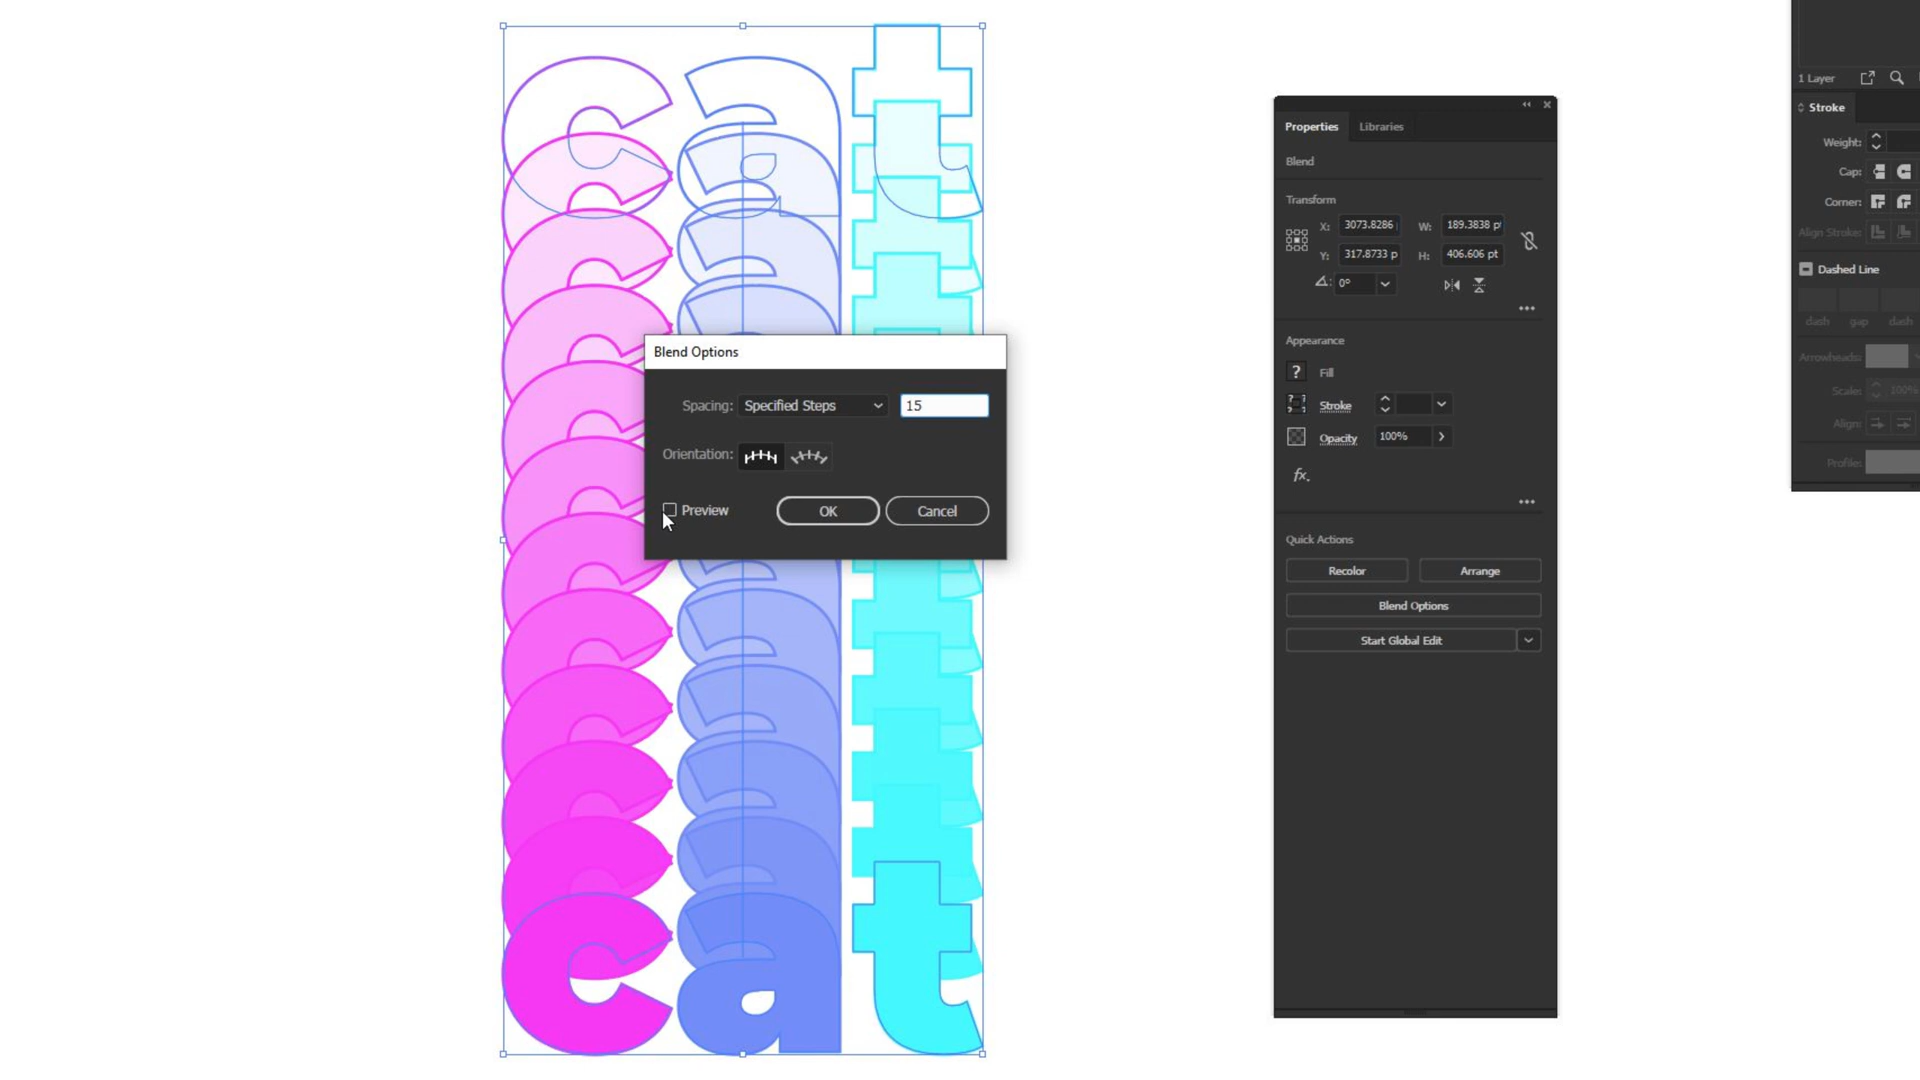 cat
cat
Blend Options
Spacing: Specified Steps 15
Orientation:
Preview OK Cancel
Properties Libraries
Blend
Transform
X: 3073.8286 W: 189.3838 p
Y: 317.8733 p H: 406.606 pt
0°
Appearance
? Fill
Stroke
Opacity 100%
fx.
Quick Actions
Recolor Arrange
Blend Options
Start Global Edit
1 Layer
Stroke
Weight:
Cap:
Corner:
Align Stroke:
Dashed Line
dash gap dash
Arrowheads:
Scale: 100%
Align:
Profile: